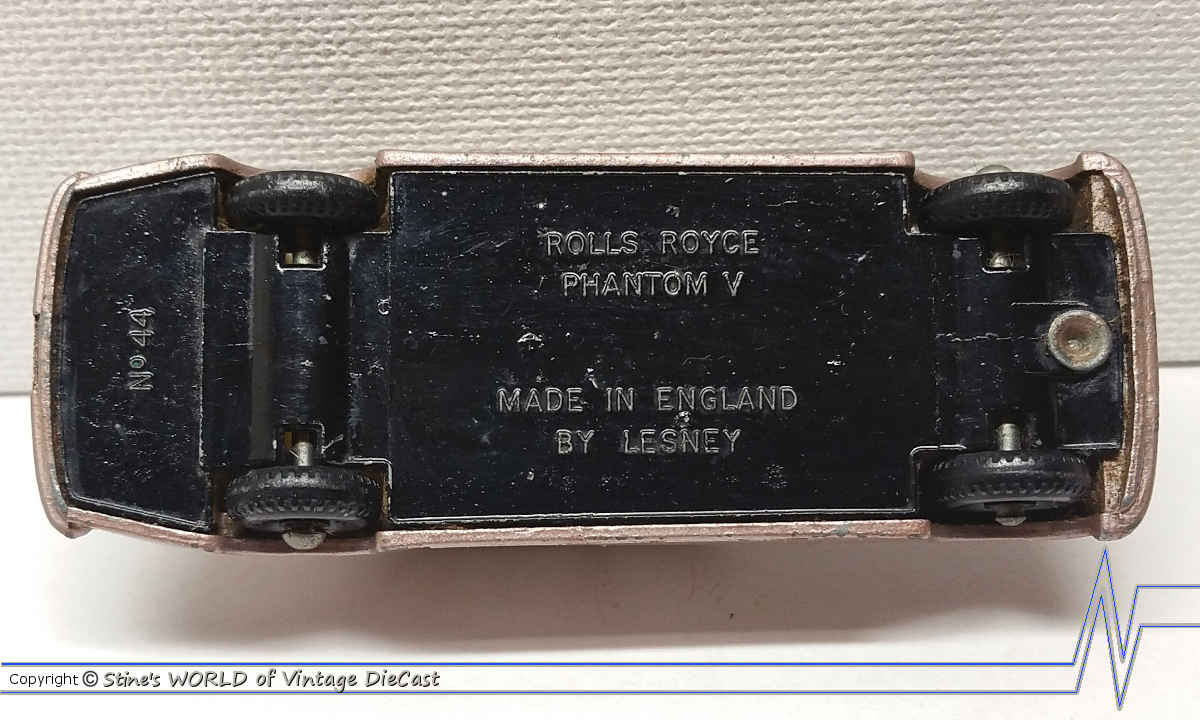 ROLLS ROYCE
PHANTOM V
No 44
MADE IN ENGLAND
BY LESNEY
Copyright © Stine's WORLD of Vintage DieCast